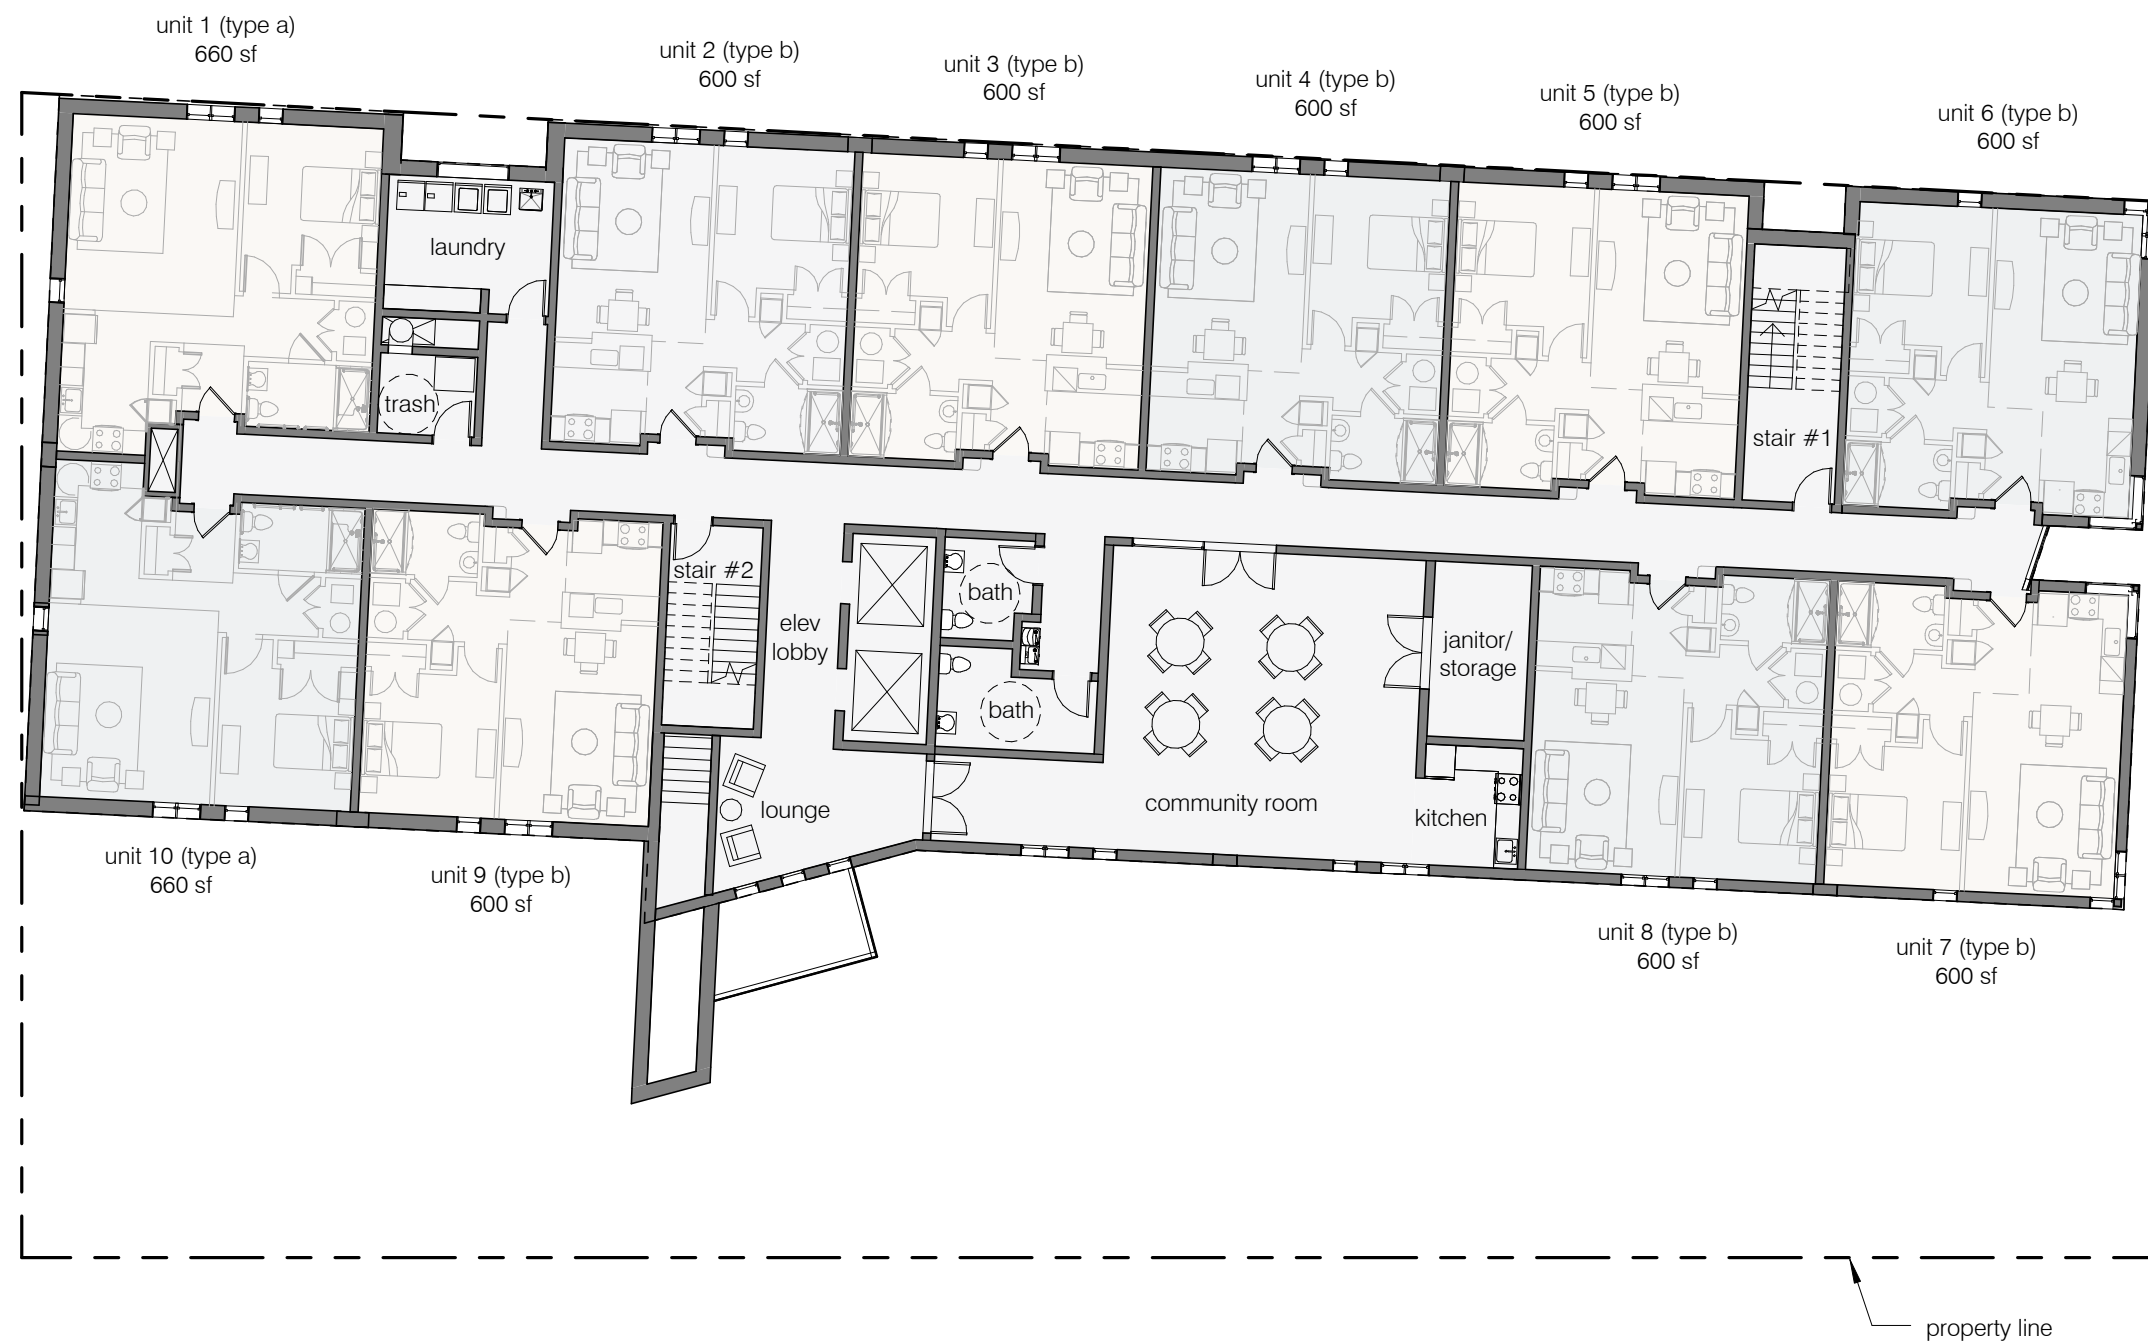 unit 1 (type a)
660 sf
unit 2 (type b)
600 sf
unit 3 (type b)
600 sf
unit 4 (type b)
600 sf
unit 5 (type b)
600 sf
unit 6 (type b)
600 sf
laundry
trash
stair #1
stair #2
elev
lobby
bath
bath
janitor/
storage
lounge
community room
kitchen
unit 10 (type a)
660 sf
unit 9 (type b)
600 sf
unit 8 (type b)
600 sf
unit 7 (type b)
600 sf
property line